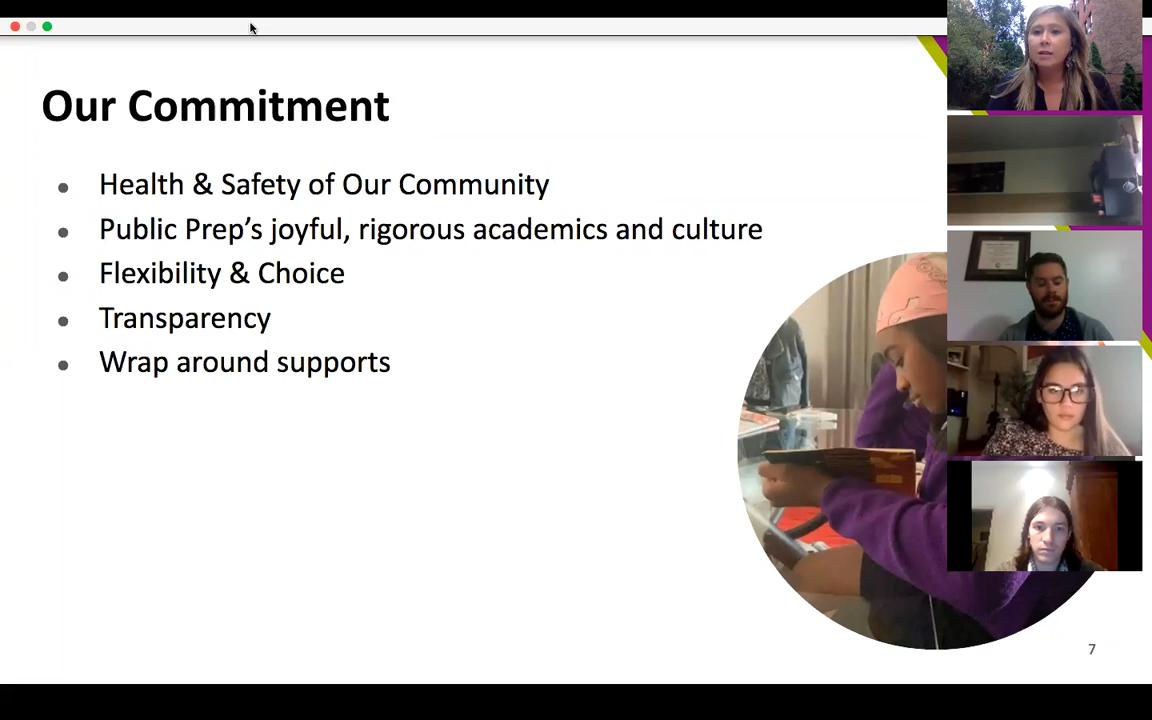 Our Commitment
Health & Safety of Our Community
Public Prep's joyful, rigorous academics and culture
Flexibility & Choice
Transparency
Wrap around supports
7